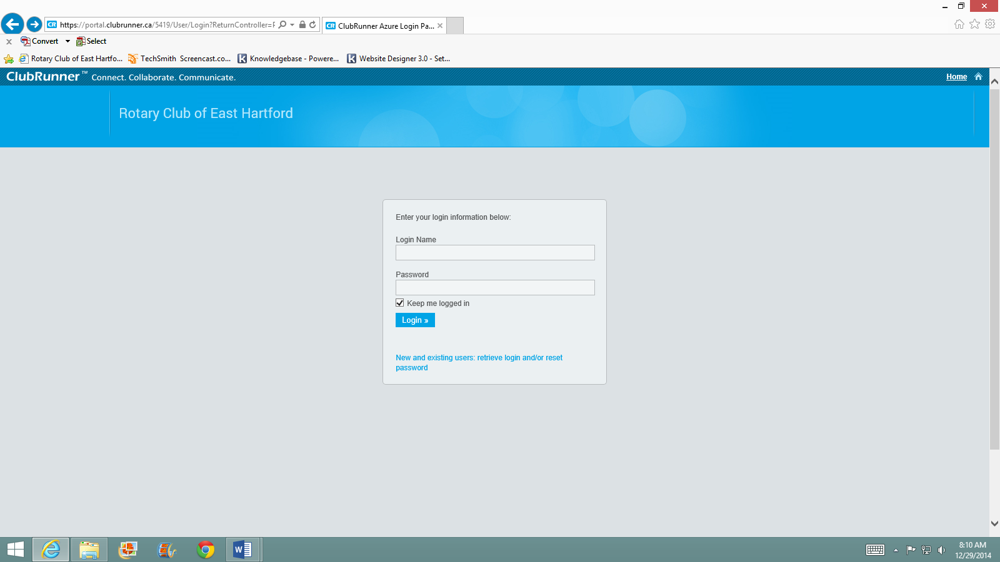 https://portal.clubrunner.ca/5419/User/Login?ReturnController=F
CR ClubRunner Azure Login Pa...
x Convert Select
Rotary Club of East Hartfo... TechSmith Screencast.co... K Knowledgebase - Powere... K Website Designer 3.0 - Set...
ClubRunner™ Connect. Collaborate. Communicate. Home
Rotary Club of East Hartford
Enter your login information below:
Login Name
Password
Keep me logged in
Login »
New and existing users: retrieve login and/or reset
password
8:10 AM
12/29/2014